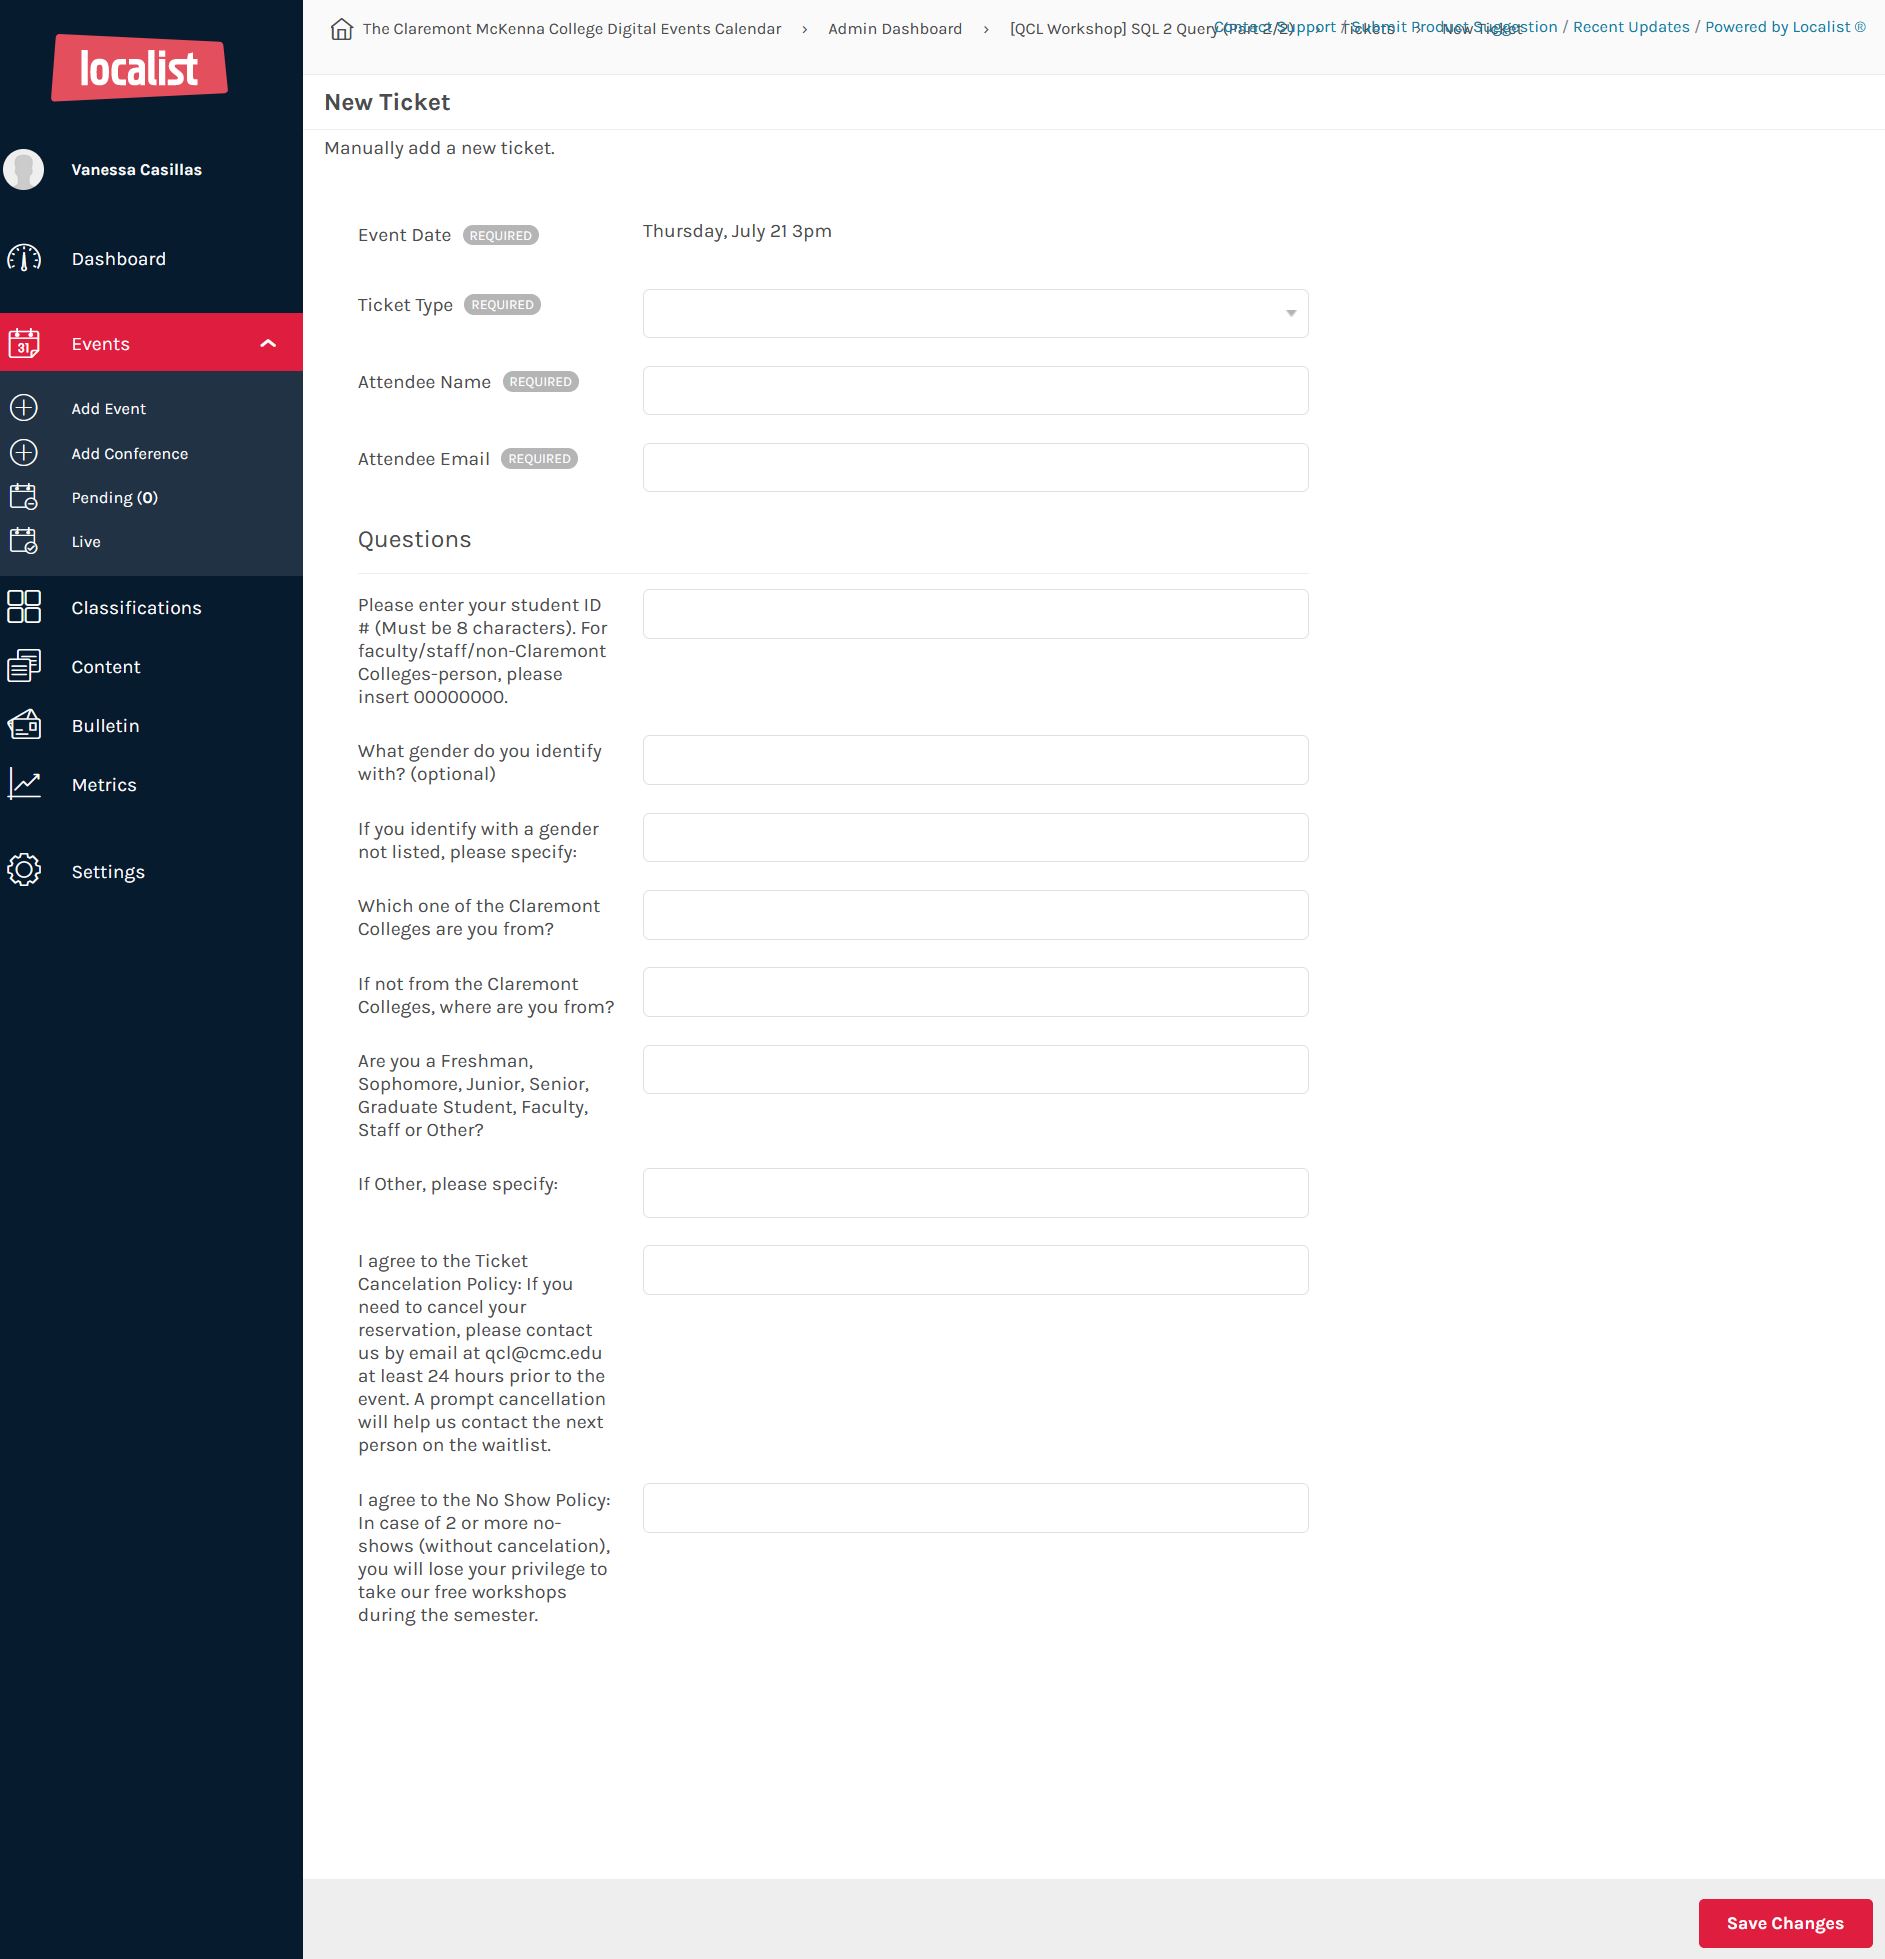 localist
The Claremont McKenna College Digital Events Calendar › Admin Dashboard › [QCL Workshop] SQL 2 Query (Part 2/2) › Tickets › New Ticket
Contact Support / Submit Product Suggestion / Recent Updates / Powered by Localist ®
New Ticket
Manually add a new ticket.
Vanessa Casillas
Dashboard
Events
31
Add Event
Add Conference
Pending (0)
Live
Classifications
Content
Bulletin
Metrics
Settings
Event Date REQUIRED
Thursday, July 21 3pm
Ticket Type REQUIRED
Attendee Name REQUIRED
Attendee Email REQUIRED
Questions
Please enter your student ID
# (Must be 8 characters). For
faculty/staff/non-Claremont
Colleges-person, please
insert 00000000.
What gender do you identify
with? (optional)
If you identify with a gender
not listed, please specify:
Which one of the Claremont
Colleges are you from?
If not from the Claremont
Colleges, where are you from?
Are you a Freshman,
Sophomore, Junior, Senior,
Graduate Student, Faculty,
Staff or Other?
If Other, please specify:
I agree to the Ticket
Cancelation Policy: If you
need to cancel your
reservation, please contact
us by email at qcl@cmc.edu
at least 24 hours prior to the
event. A prompt cancellation
will help us contact the next
person on the waitlist.
I agree to the No Show Policy:
In case of 2 or more no-
shows (without cancelation),
you will lose your privilege to
take our free workshops
during the semester.
Save Changes